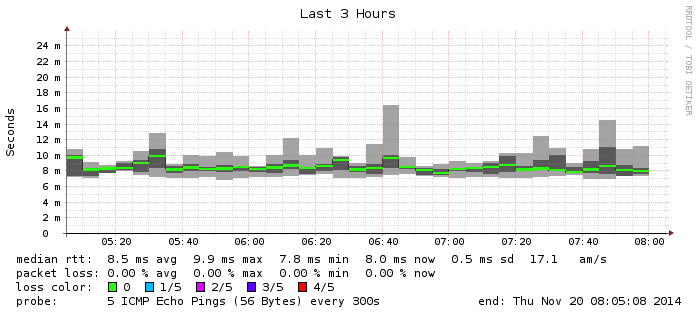 Last 3 Hours
RRDTOOL / TOBI OETIKER
Seconds
24 m
22 m
20 m
18 m
16 m
14 m
12 m
10 m
8 m
6 m
4 m
2 m
0
05:20 05:40 06:00 06:20 06:40 07:00 07:20 07:40 08:00
median rtt: 8.5 ms avg 9.9 ms max 7.8 ms min 8.0 ms now 0.5 ms sd 17.1 am/s
packet loss: 0.00 % avg 0.00 % max 0.00 % min 0.00 % now
loss color: 0 1/5 2/5 3/5 4/5
probe: 5 ICMP Echo Pings (56 Bytes) every 300s end: Thu Nov 20 08:05:08 2014